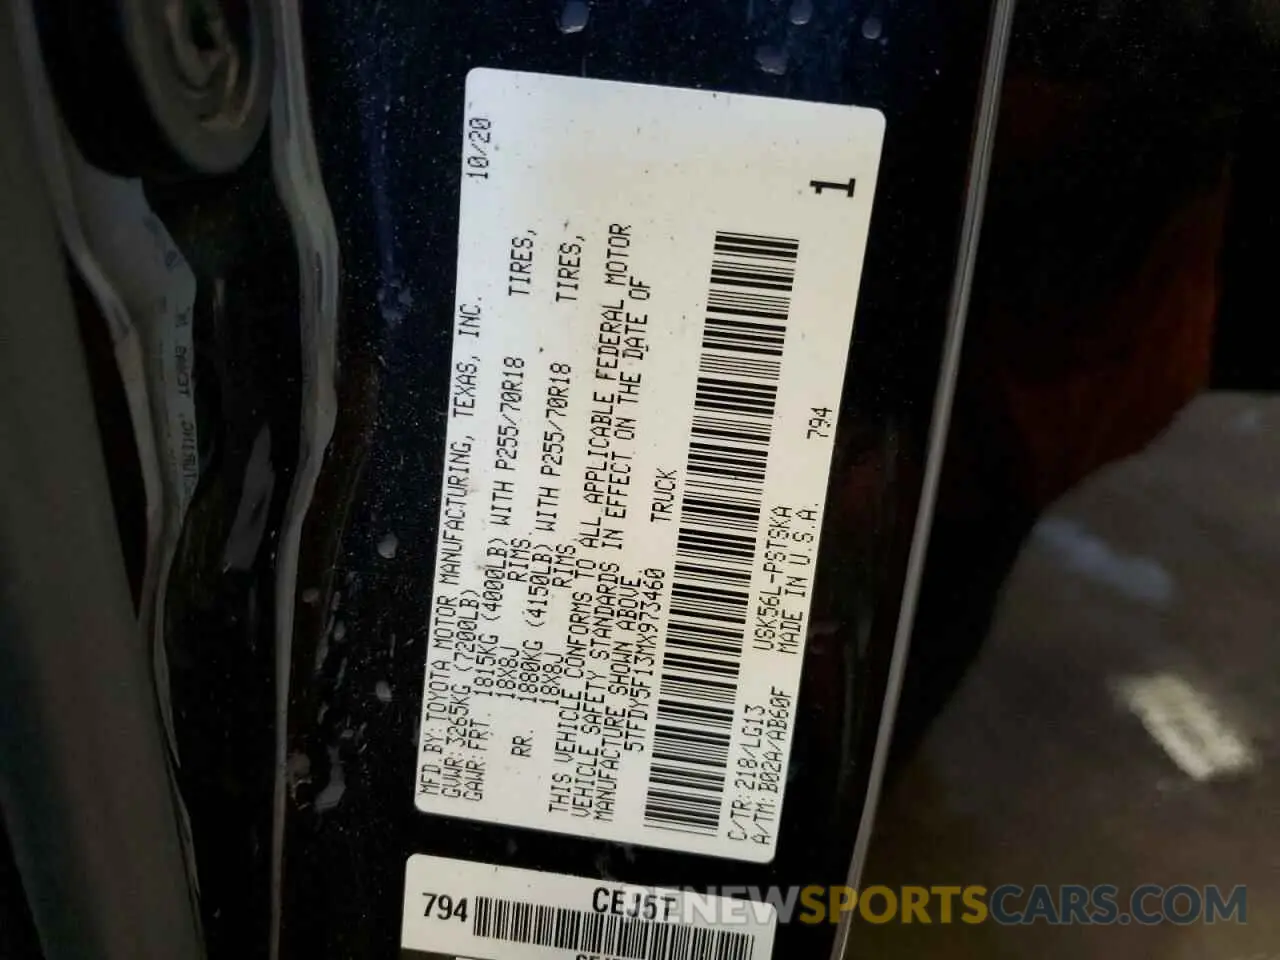 MFD BY: TOYOTA MOTOR MANUFACTURING, TEXAS, INC. 10/20
GVWR: 3265KG (7200LB)
GAWR: FRT. 1815KG (4000LB) WITH P255/70R18 TIRES,
18X8J RIMS,
RR. 1880KG (4150LB) WITH P255/70R18 TIRES,
18X8J RIMS,
THIS VEHICLE CONFORMS TO ALL APPLICABLE FEDERAL MOTOR
VEHICLE SAFETY STANDARDS IN EFFECT ON THE DATE OF
MANUFACTURE SHOWN ABOVE.
5TFDY5F13MX973460 TRUCK
C/TR: 218/LG13 USK56L-PSTSKA 794
A/TM: B02A/AB60F MADE IN U.S.A.
1
794 CEJ5T
RENEWSPORTSCARS.COM